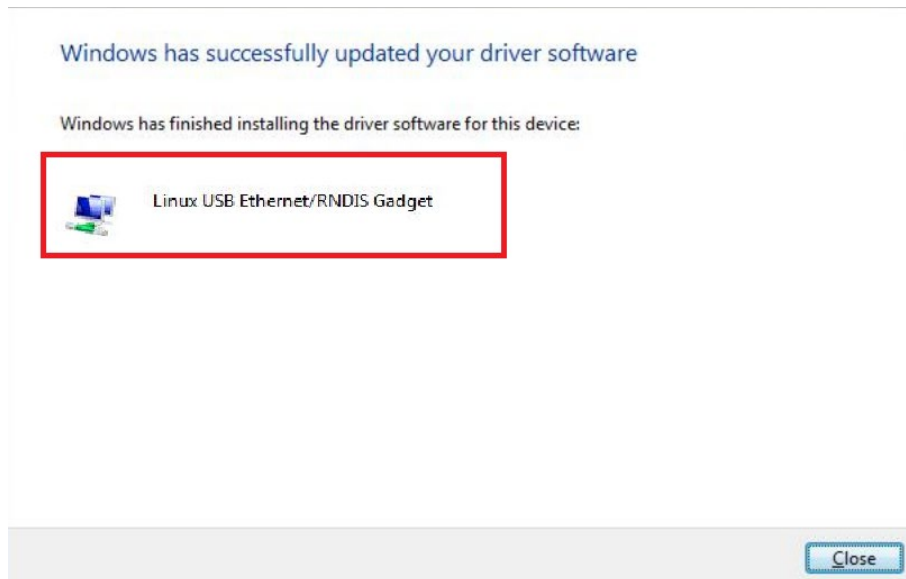 Windows has successfully updated your driver software
Windows has finished installing the driver software for this device:
Linux USB Ethernet/RNDIS Gadget
Close